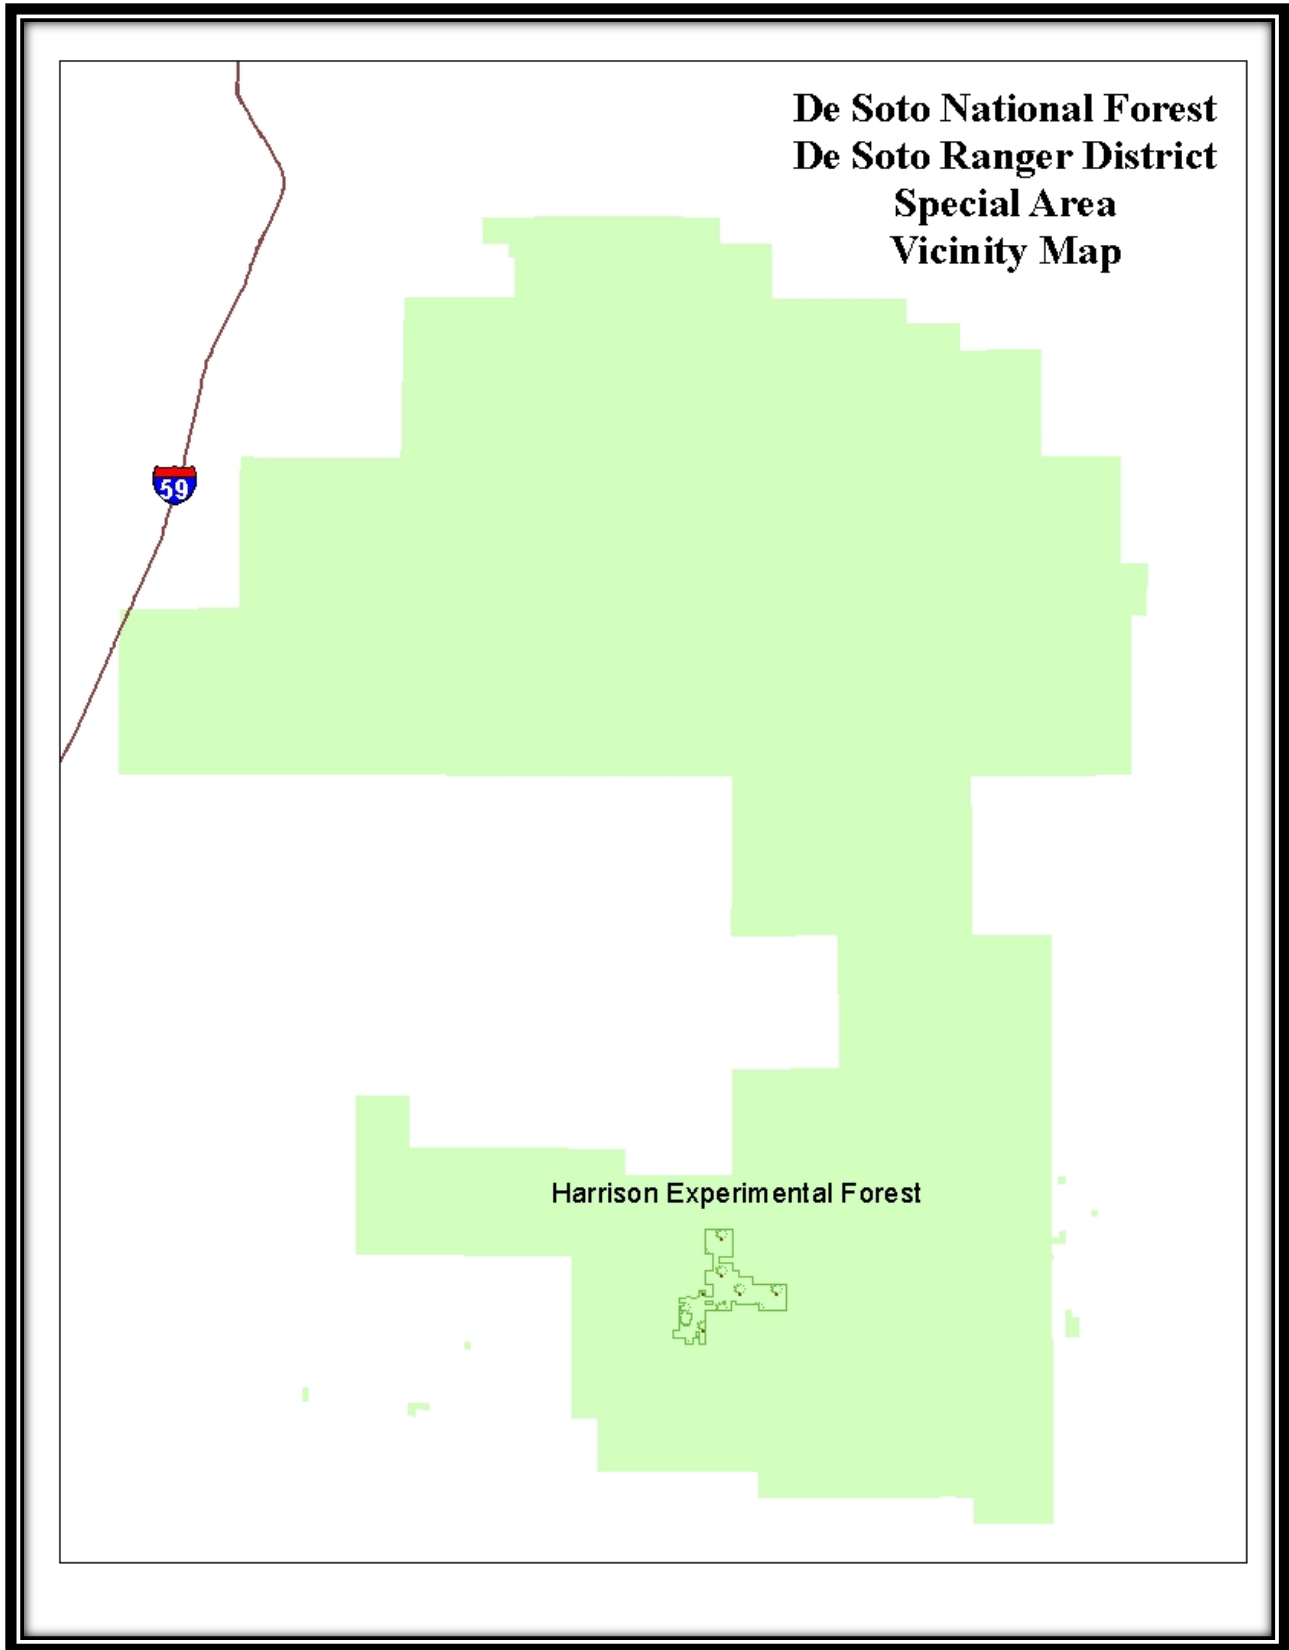 De Soto National Forest
De Soto Ranger District
Special Area
Vicinity Map
59
Harrison Experimental Forest